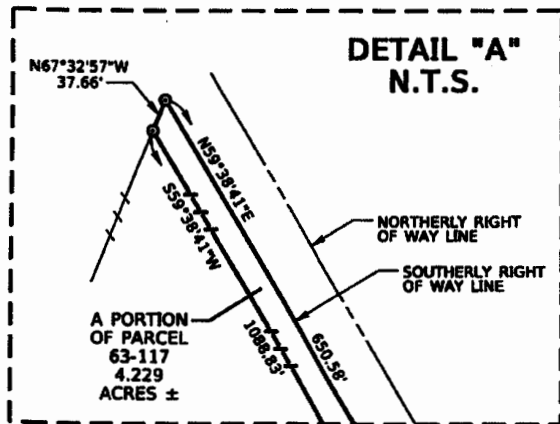 DETAIL "A"
N.T.S.
N67°32'57"W
37.66'
N59°38'41"E
S59°38'41"W
NORTHERLY RIGHT
OF WAY LINE
SOUTHERLY RIGHT
OF WAY LINE
A PORTION
OF PARCEL
63-117
4.229
ACRES ±
1088.83'
650.58'